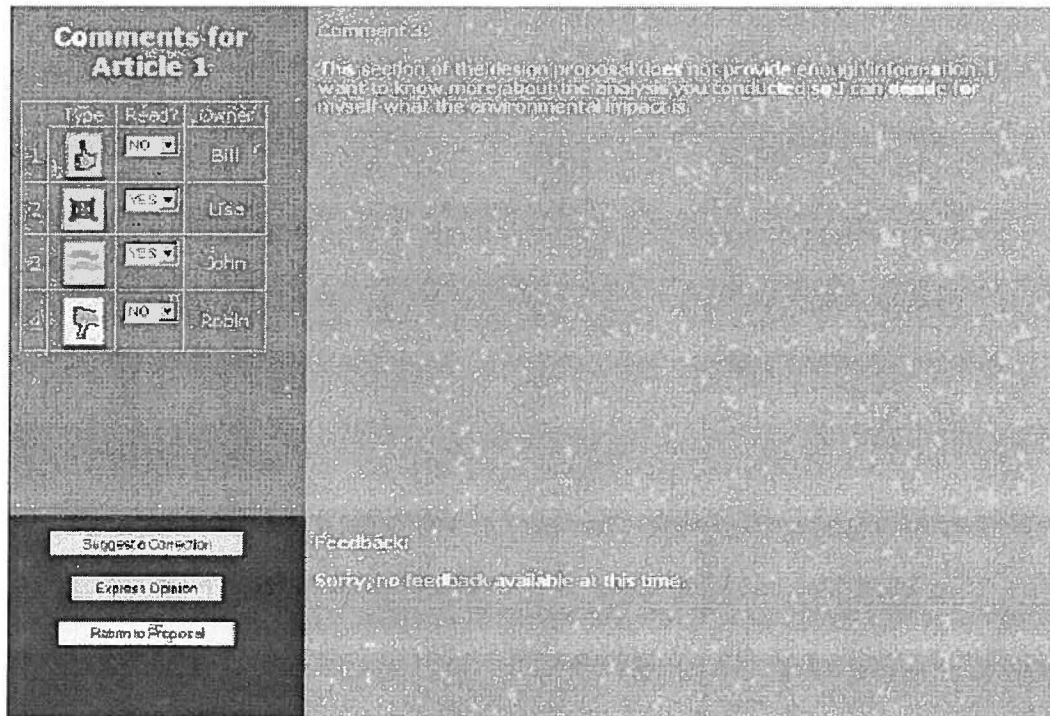 Comments for
Article 1
Type Read? Owner
1 NO Bill
2 YES Lisa
3 YES John
4 NO Robin
Suggest a Correction
Express Opinion
Return to Proposal
Comment 3:
This section of the design proposal does not provide enough information. I
want to know more about the analysis you conducted so I can decide for
myself what the environmental impact is.
Feedback:
Sorry, no feedback available at this time.